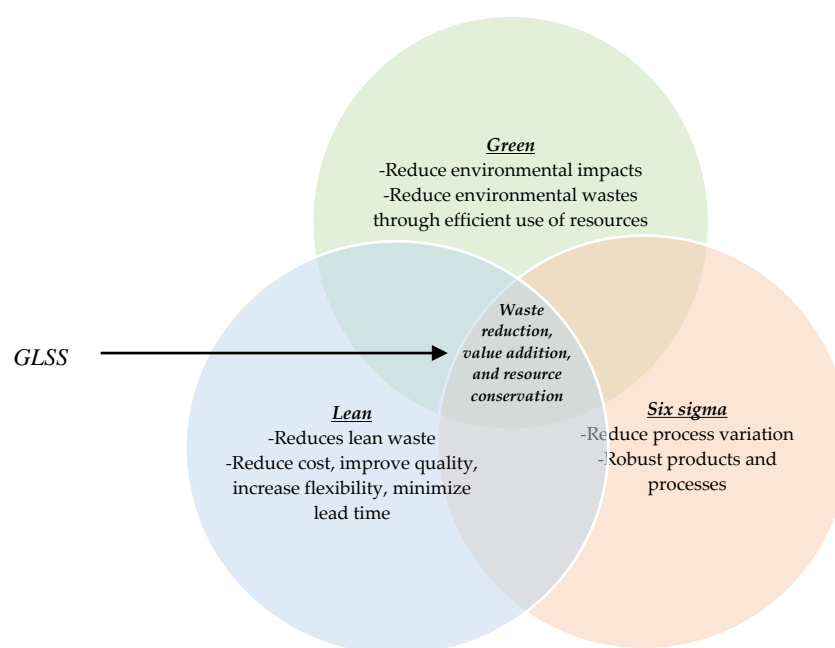 Green
-Reduce environmental impacts
-Reduce environmental wastes
through efficient use of resources
Waste
reduction,
value addition,
and resource
conservation
GLSS
Lean
-Reduces lean waste
-Reduce cost, improve quality,
increase flexibility, minimize
lead time
Six sigma
-Reduce process variation
-Robust products and
processes